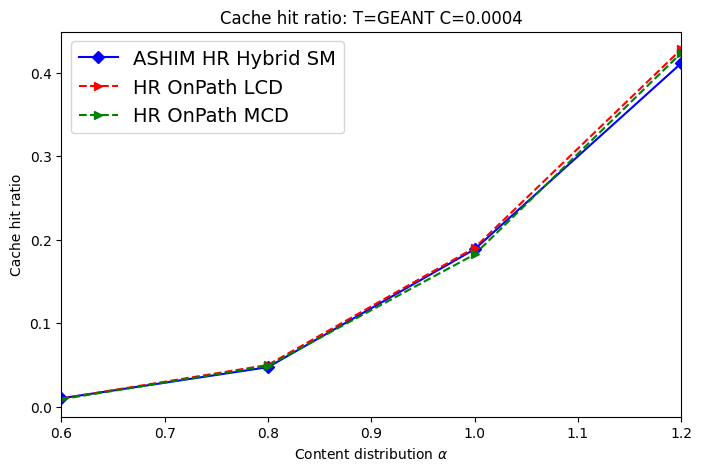 Cache hit ratio: T=GEANT C=0.0004
ASHIM HR Hybrid SM
HR OnPath LCD
HR OnPath MCD
Cache hit ratio
0.4
0.3
0.2
0.1
0.0
0.6 0.7 0.8 0.9 1.0 1.1 1.2
Content distribution α